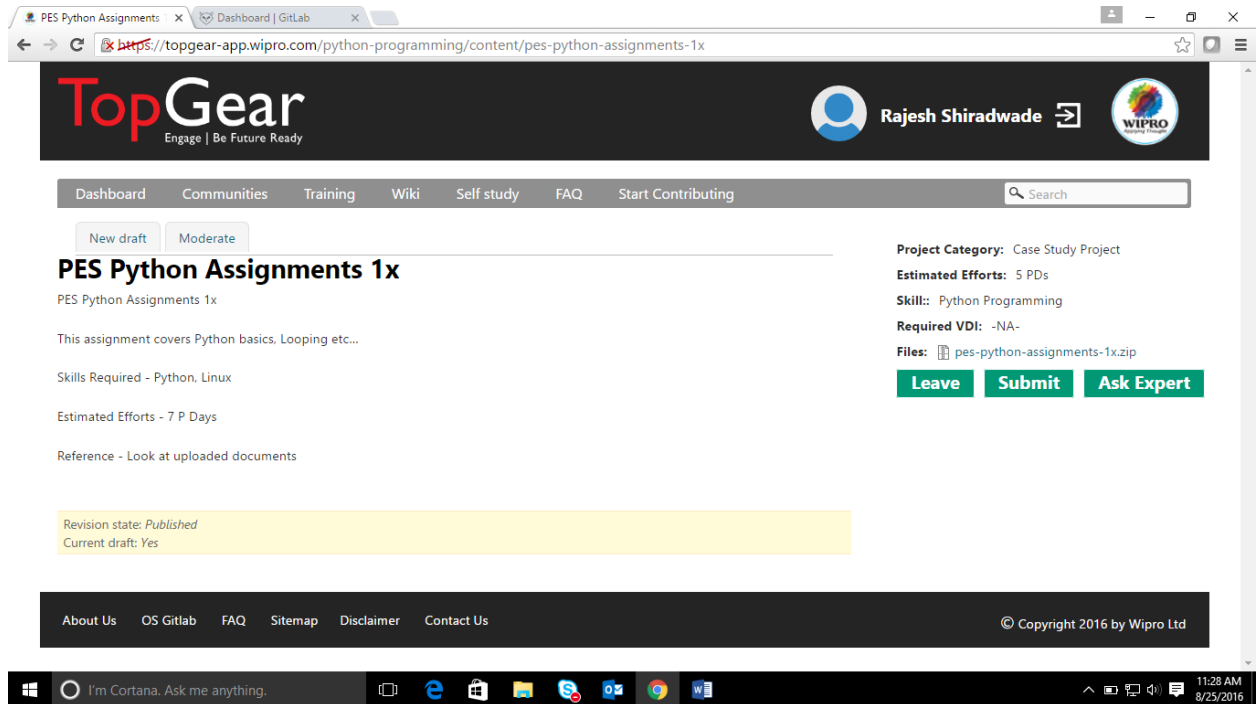 PES Python Assignments
Dashboard | GitLab
https://topgear-app.wipro.com/python-programming/content/pes-python-assignments-1x
TopGear
Engage | Be Future Ready
Rajesh Shiradwade
WIPRO
Applying Thought
Dashboard Communities Training Wiki Self study FAQ Start Contributing Search
New draft Moderate
PES Python Assignments 1x
PES Python Assignments 1x
This assignment covers Python basics, Looping etc...
Skills Required - Python, Linux
Estimated Efforts - 7 P Days
Reference - Look at uploaded documents
Project Category: Case Study Project
Estimated Efforts: 5 PDs
Skill:: Python Programming
Required VDI: -NA-
Files: pes-python-assignments-1x.zip
Leave Submit Ask Expert
Revision state: Published
Current draft: Yes
About Us OS Gitlab FAQ Sitemap Disclaimer Contact Us © Copyright 2016 by Wipro Ltd
I'm Cortana. Ask me anything.
11:28 AM
8/25/2016